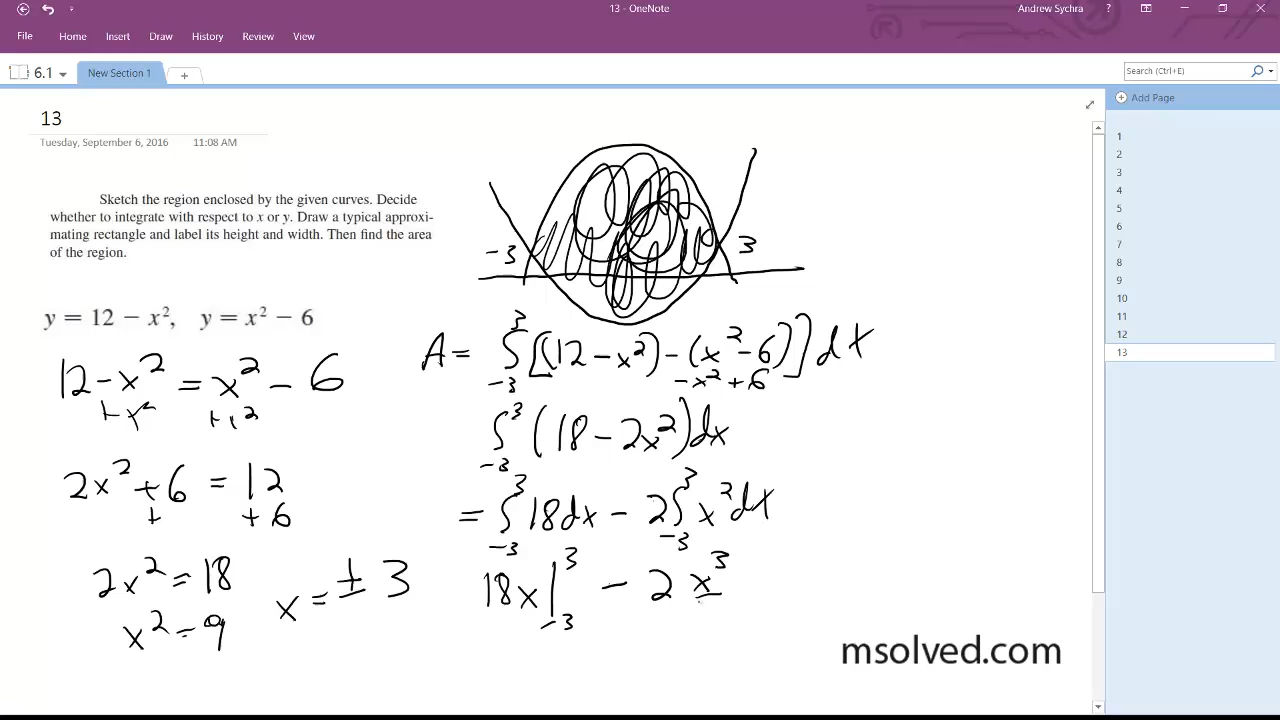 13 - OneNote
Andrew Sychra
?
File Home Insert Draw History Review View
6.1 New Section 1 +
Search (Ctrl+E)
13
Tuesday, September 6, 2016 11:08 AM
Add Page
1
2
3
4
5
6
7
8
9
10
11
12
13
Sketch the region enclosed by the given curves. Decide
whether to integrate with respect to x or y. Draw a typical approxi-
mating rectangle and label its height and width. Then find the area
of the region.
y = 12 − x², y = x² − 6
12 - x² = x² - 6
+x² +x²
2x² + 6 = 12
+ +6
2x² = 18
x² = 9
x = ± 3
-3 3
A = ∫₋₃³ [(12 - x²) - (x² - 6)] dx
-x² + 6
∫₋₃³ (18 - 2x²) dx
= ∫₋₃³ 18dx - 2∫₋₃³ x² dx
18x |₋₃³ - 2 x³
msolved.com